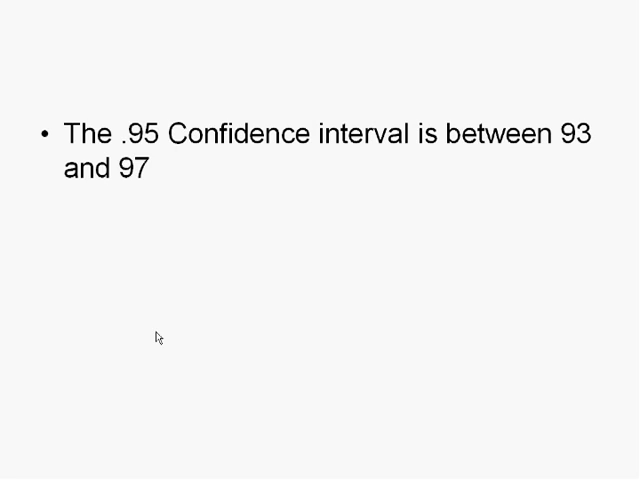 • The .95 Confidence interval is between 93
and 97